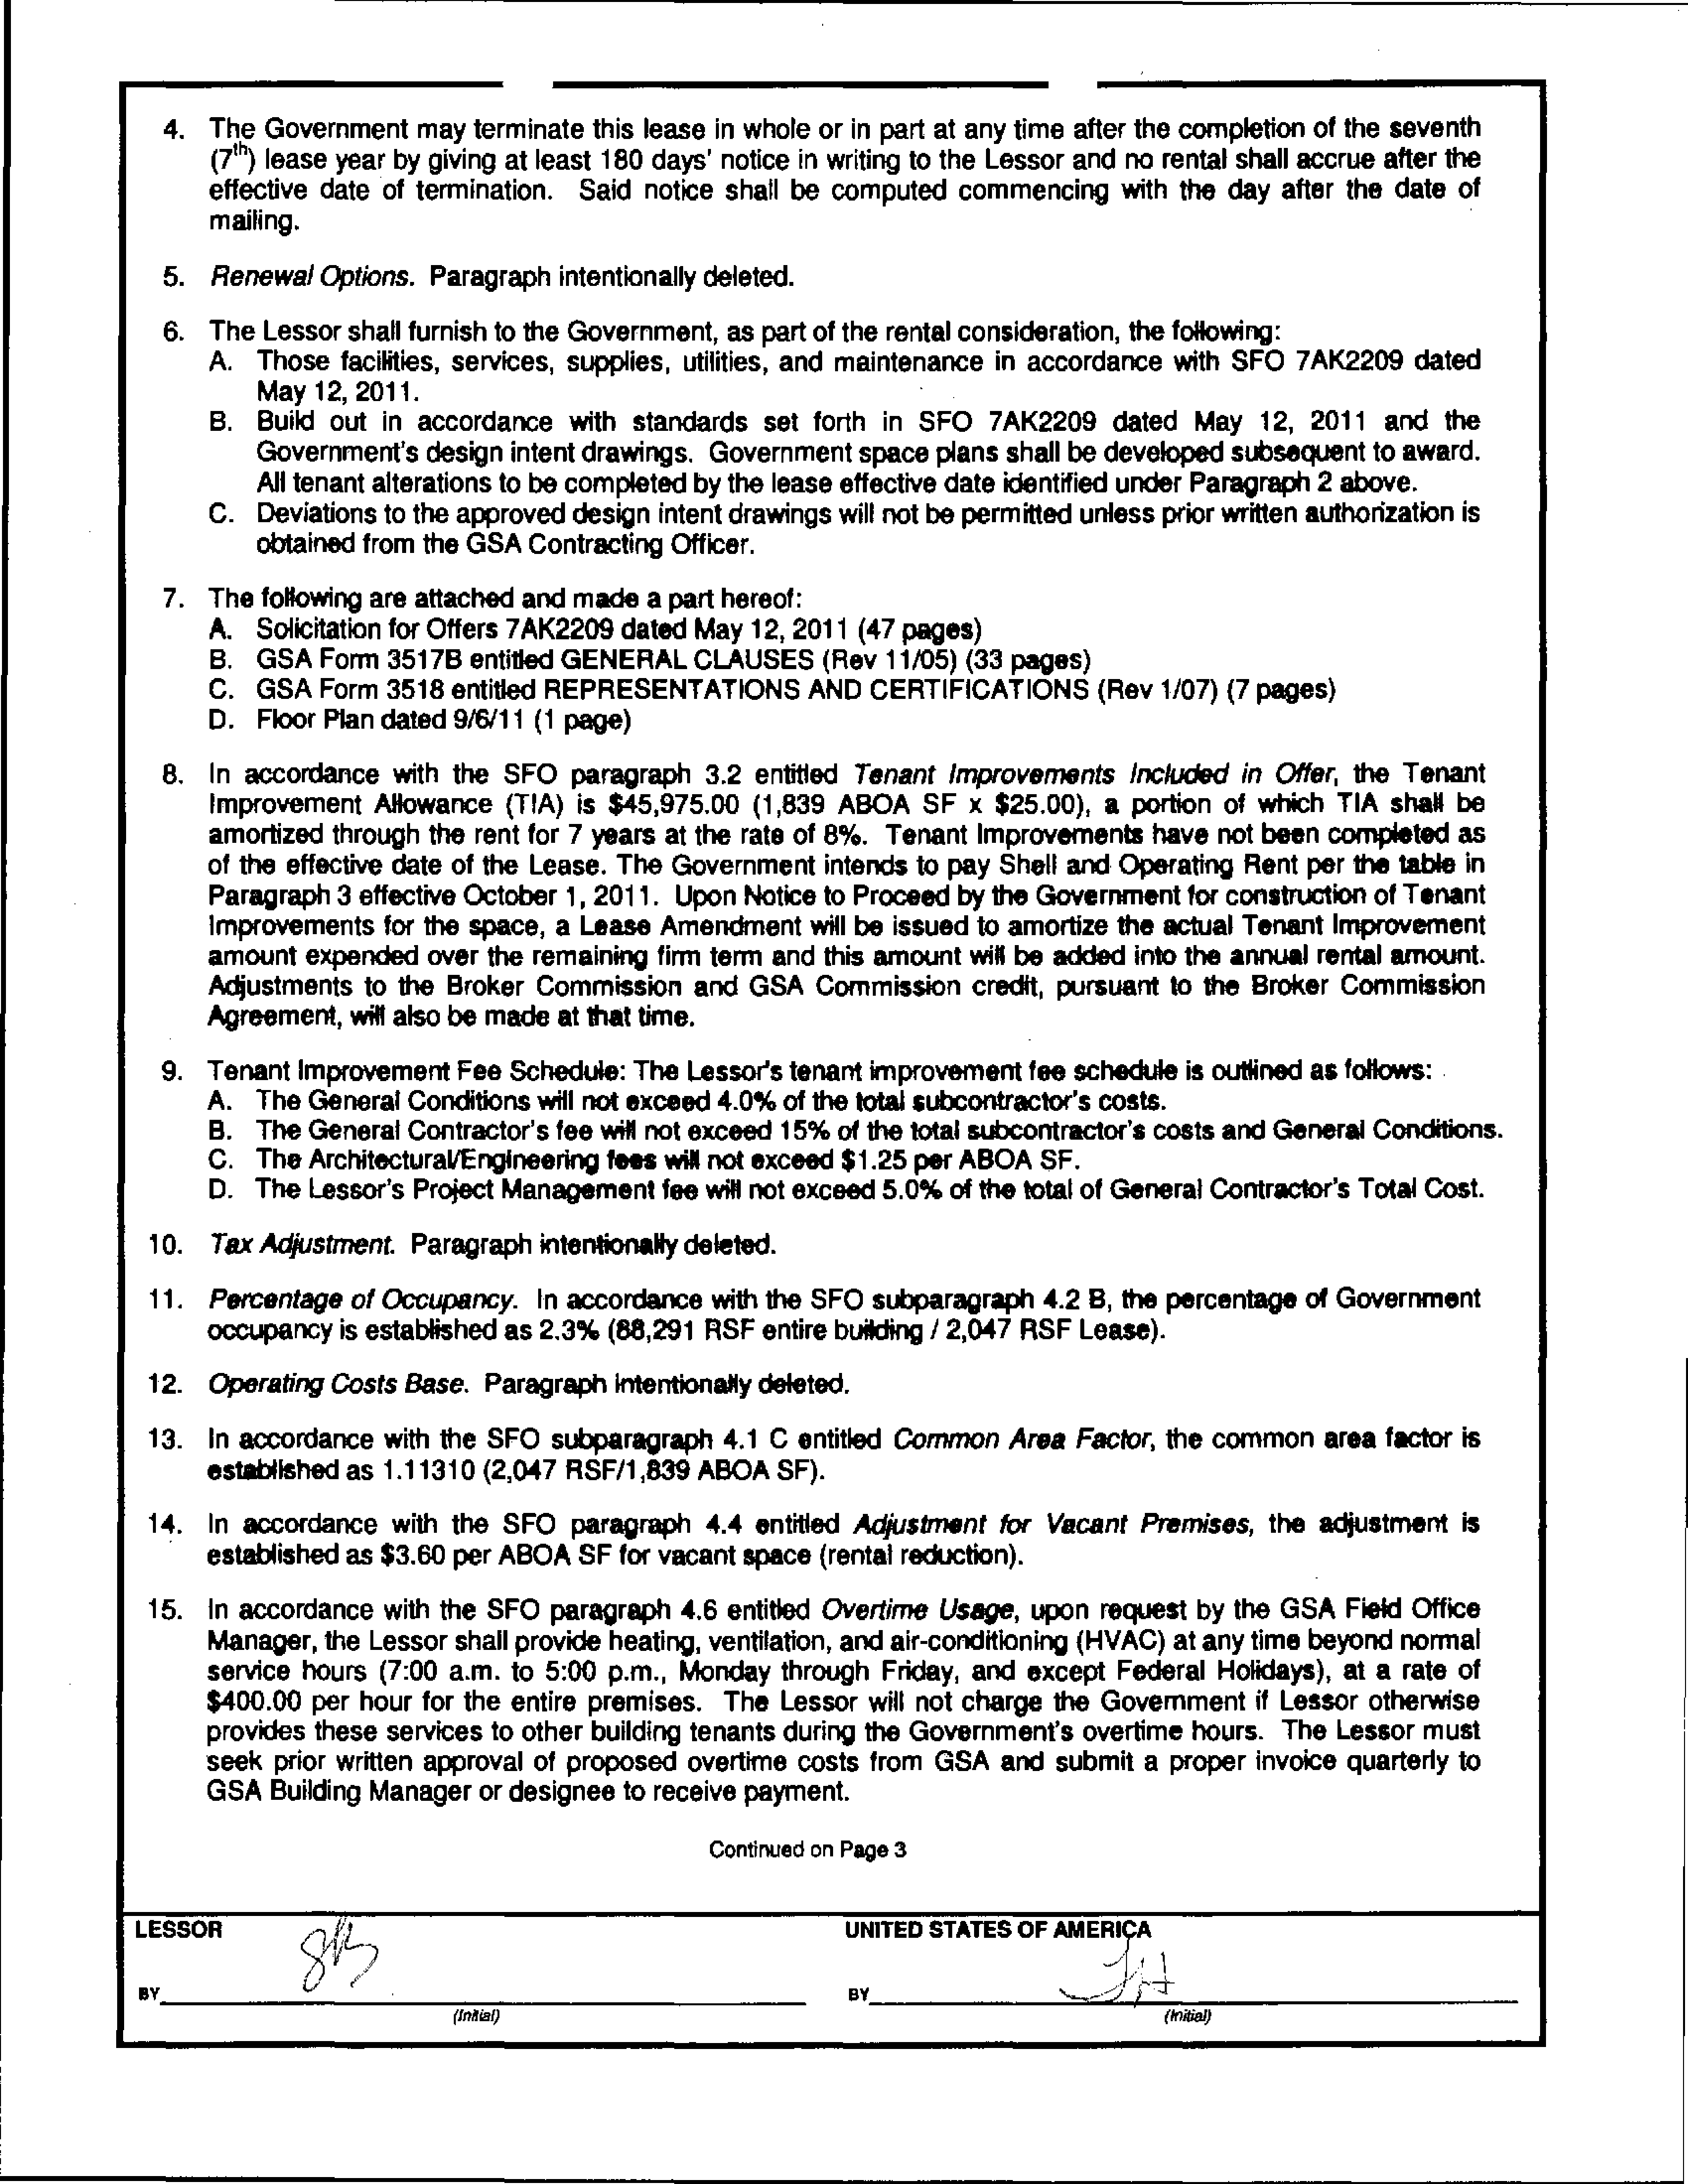 4. The Government may terminate this lease in whole or in part at any time after the completion of the seventh
(7th) lease year by giving at least 180 days' notice in writing to the Lessor and no rental shall accrue after the
effective date of termination. Said notice shall be computed commencing with the day after the date of
mailing.
5. Renewal Options. Paragraph intentionally deleted.
6. The Lessor shall furnish to the Government, as part of the rental consideration, the following:
A. Those facilities, services, supplies, utilities, and maintenance in accordance with SFO 7AK2209 dated
May 12, 2011.
B. Build out in accordance with standards set forth in SFO 7AK2209 dated May 12, 2011 and the
Government's design intent drawings. Government space plans shall be developed subsequent to award.
All tenant alterations to be completed by the lease effective date identified under Paragraph 2 above.
C. Deviations to the approved design intent drawings will not be permitted unless prior written authorization is
obtained from the GSA Contracting Officer.
7. The following are attached and made a part hereof:
A. Solicitation for Offers 7AK2209 dated May 12, 2011 (47 pages)
B. GSA Form 3517B entitled GENERAL CLAUSES (Rev 11/05) (33 pages)
C. GSA Form 3518 entitled REPRESENTATIONS AND CERTIFICATIONS (Rev 1/07) (7 pages)
D. Floor Plan dated 9/6/11 (1 page)
8. In accordance with the SFO paragraph 3.2 entitled Tenant Improvements Included in Offer, the Tenant
Improvement Allowance (TIA) is $45,975.00 (1,839 ABOA SF x $25.00), a portion of which TIA shall be
amortized through the rent for 7 years at the rate of 8%. Tenant Improvements have not been completed as
of the effective date of the Lease. The Government intends to pay Shell and Operating Rent per the table in
Paragraph 3 effective October 1, 2011. Upon Notice to Proceed by the Government for construction of Tenant
Improvements for the space, a Lease Amendment will be issued to amortize the actual Tenant Improvement
amount expended over the remaining firm term and this amount will be added into the annual rental amount.
Adjustments to the Broker Commission and GSA Commission credit, pursuant to the Broker Commission
Agreement, will also be made at that time.
9. Tenant Improvement Fee Schedule: The Lessor's tenant improvement fee schedule is outlined as follows:
A. The General Conditions will not exceed 4.0% of the total subcontractor's costs.
B. The General Contractor's fee will not exceed 15% of the total subcontractor's costs and General Conditions.
C. The Architectural/Engineering fees will not exceed $1.25 per ABOA SF.
D. The Lessor's Project Management fee will not exceed 5.0% of the total of General Contractor's Total Cost.
10. Tax Adjustment. Paragraph intentionally deleted.
11. Percentage of Occupancy. In accordance with the SFO subparagraph 4.2 B, the percentage of Government
occupancy is established as 2.3% (88,291 RSF entire building / 2,047 RSF Lease).
12. Operating Costs Base. Paragraph intentionally deleted.
13. In accordance with the SFO subparagraph 4.1 C entitled Common Area Factor, the common area factor is
established as 1.11310 (2,047 RSF/1,839 ABOA SF).
14. In accordance with the SFO paragraph 4.4 entitled Adjustment for Vacant Premises, the adjustment is
established as $3.60 per ABOA SF for vacant space (rental reduction).
15. In accordance with the SFO paragraph 4.6 entitled Overtime Usage, upon request by the GSA Field Office
Manager, the Lessor shall provide heating, ventilation, and air-conditioning (HVAC) at any time beyond normal
service hours (7:00 a.m. to 5:00 p.m., Monday through Friday, and except Federal Holidays), at a rate of
$400.00 per hour for the entire premises. The Lessor will not charge the Government if Lessor otherwise
provides these services to other building tenants during the Government's overtime hours. The Lessor must
seek prior written approval of proposed overtime costs from GSA and submit a proper invoice quarterly to
GSA Building Manager or designee to receive payment.
Continued on Page 3
LESSOR
UNITED STATES OF AMERICA
BY
BY
(Initial)
(Initial)